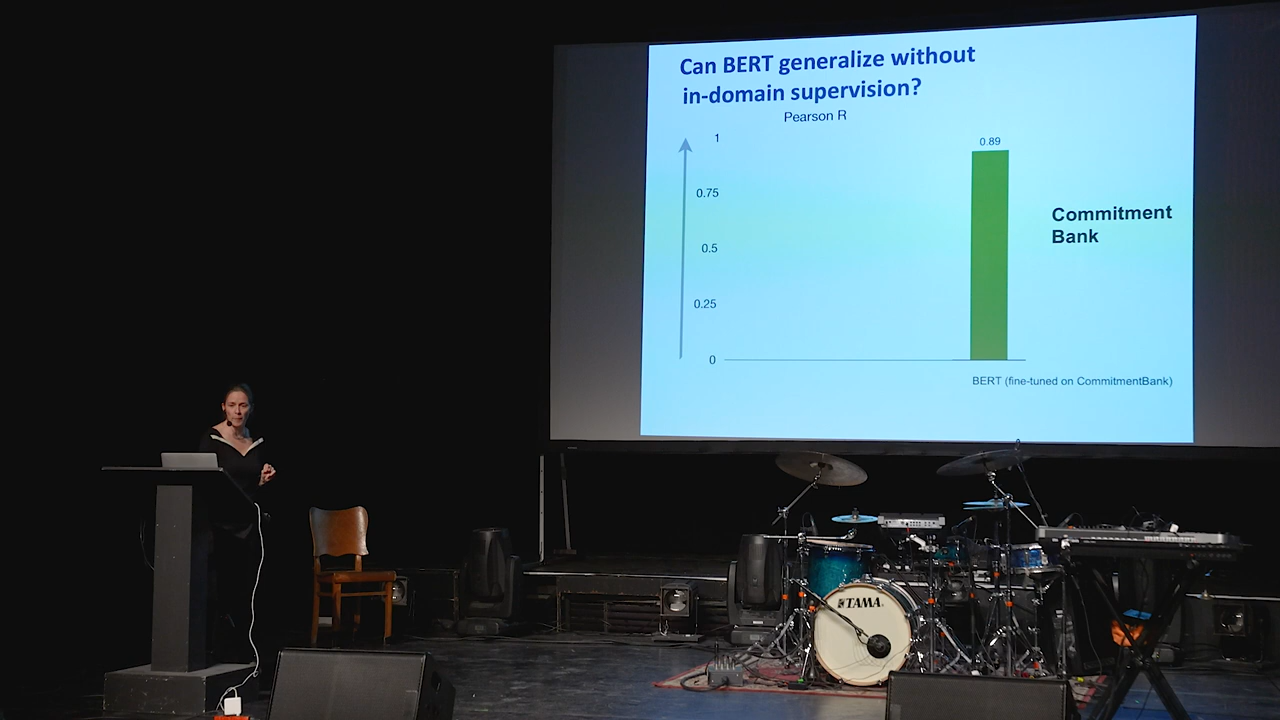 Can BERT generalize without
in-domain supervision?
Pearson R
1
0.89
0.75
0.5
0.25
0
Commitment
Bank
BERT (fine-tuned on CommitmentBank)
TAMA